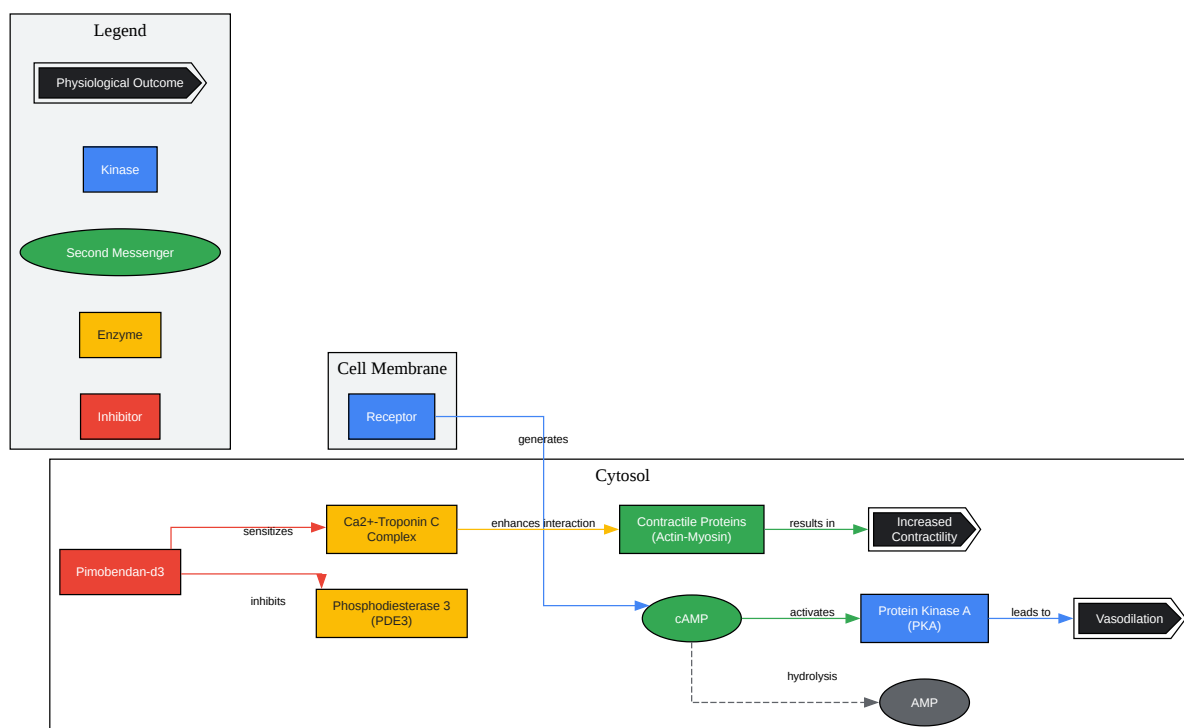 Legend
Physiological Outcome
Kinase
Second Messenger
Enzyme
Inhibitor
Cell Membrane
Receptor
generates
Cytosol
Pimobendan-d3
sensitizes
inhibits
Ca2+-Troponin C
Complex
Phosphodiesterase 3
(PDE3)
enhances interaction
Contractile Proteins
(Actin-Myosin)
results in
Increased
Contractility
cAMP
activates
Protein Kinase A
(PKA)
leads to
Vasodilation
hydrolysis
AMP